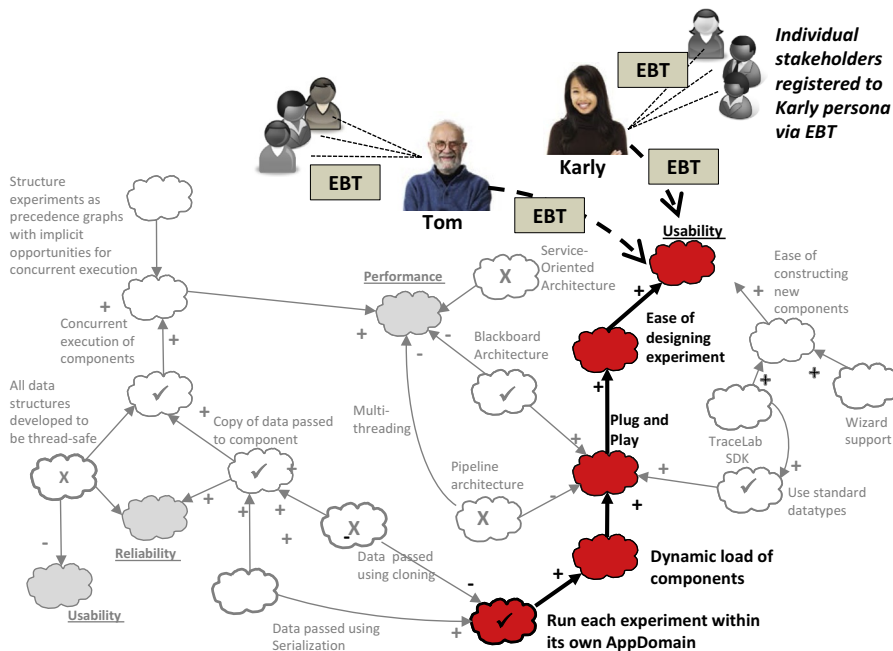 Individual
stakeholders
registered to
Karly persona
via EBT
EBT
Karly
EBT
EBT
Tom
EBT
Usability
Structure
experiments as
precedence graphs
with implicit
opportunities for
concurrent execution
+
Concurrent
execution of
components
+
Performance
+
-
-
X
Service-
Oriented
Architecture
Blackboard
Architecture
✓
+
Multi-
threading
Pipeline
architecture
X
-
+
Ease of
designing
experiment
+
Plug and
Play
+
Ease of
constructing
new
components
+
+
+
TraceLab
SDK
Wizard
support
+
Use standard
datatypes
✓
+
All data
structures
developed to
be thread-safe
✓
+
Copy of data passed
to component
✓
+
+
+
+
+
X
-
Usability
Reliability
X
-
Data passed
using cloning
-
Data passed using
Serialization
+
✓
+
Dynamic load of
components
Run each experiment within
its own AppDomain